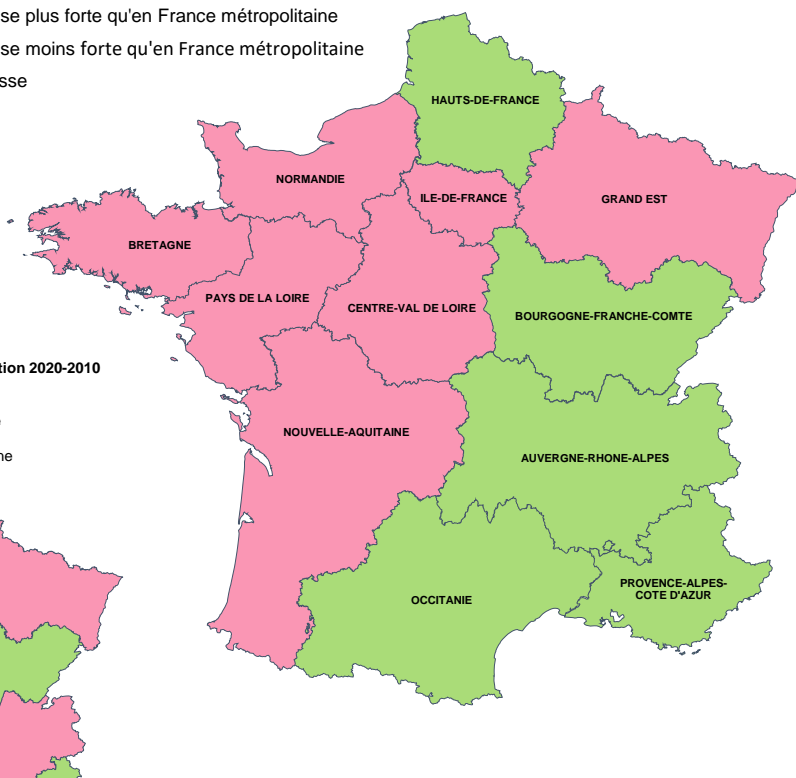 se plus forte qu'en France métropolitaine
se moins forte qu'en France métropolitaine
sse
HAUTS-DE-FRANCE
NORMANDIE
ILE-DE-FRANCE
GRAND EST
BRETAGNE
PAYS DE LA LOIRE
CENTRE-VAL DE LOIRE
BOURGOGNE-FRANCHE-COMTE
tion 2020-2010
NOUVELLE-AQUITAINE
ne
AUVERGNE-RHONE-ALPES
OCCITANIE
PROVENCE-ALPES-
COTE D'AZUR